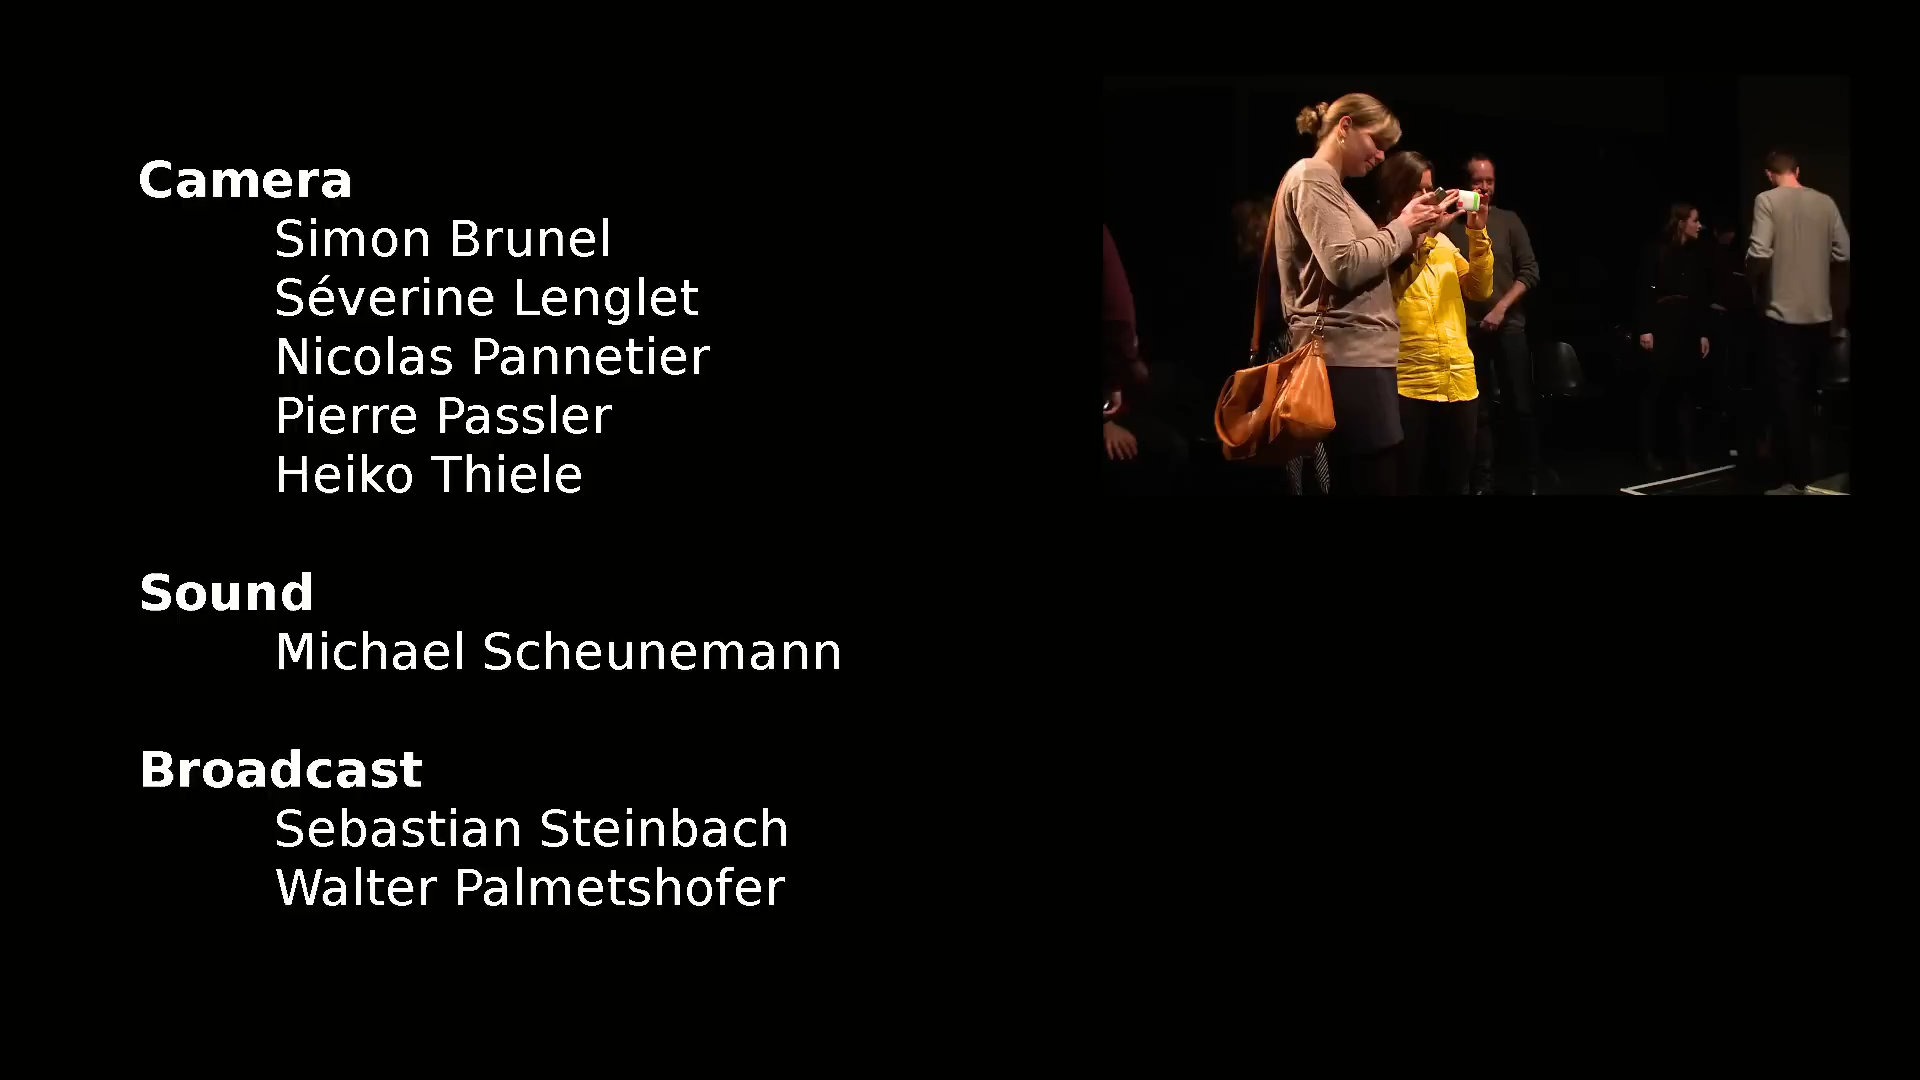 Camera
Simon Brunel
Séverine Lenglet
Nicolas Pannetier
Pierre Passler
Heiko Thiele
Sound
Michael Scheunemann
Broadcast
Sebastian Steinbach
Walter Palmetshofer